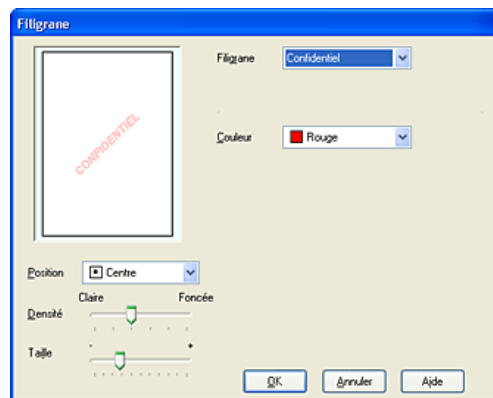 Filigrane
Filigrane Confidentiel
CONFIDENTIEL
Couleur Rouge
Position Centre
Claire Foncée
Densité
Taille - +
OK Annuler Aide